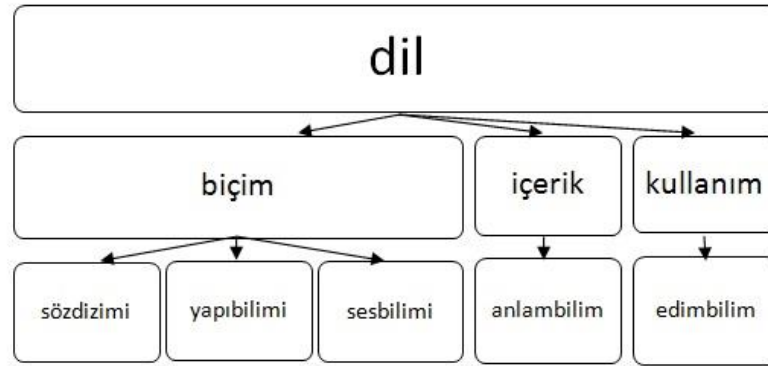 dil
biçim
içerik
kullanım
sözdizimi
yapıbilimi
sesbilimi
anlambilim
edimbilim